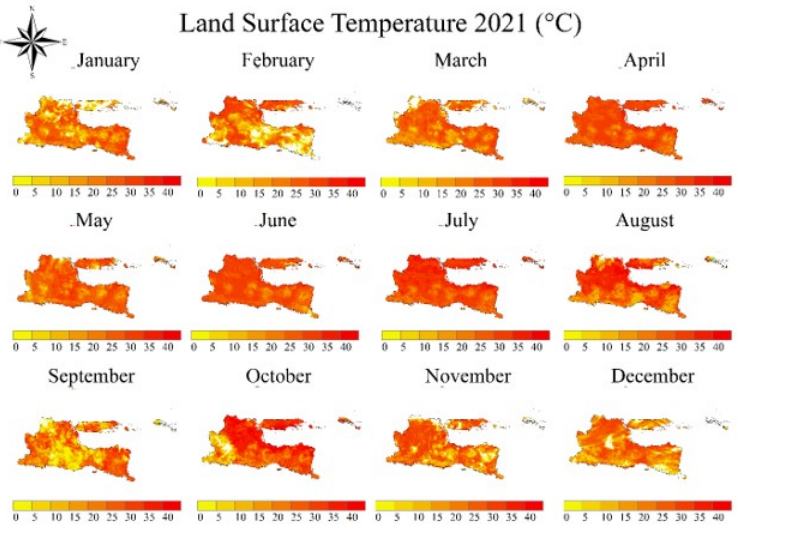 Land Surface Temperature 2021 (°C)
N
E
S
January February March April
0 5 10 15 20 25 30 35 40 0 5 10 15 20 25 30 35 40 0 5 10 15 20 25 30 35 40 0 5 10 15 20 25 30 35 40
May June July August
0 5 10 15 20 25 30 35 40 0 5 10 15 20 25 30 35 40 0 5 10 15 20 25 30 35 40 0 5 10 15 20 25 30 35 40
September October November December
0 5 10 15 20 25 30 35 40 0 5 10 15 20 25 30 35 40 0 5 10 15 20 25 30 35 40 0 5 10 15 20 25 30 35 40